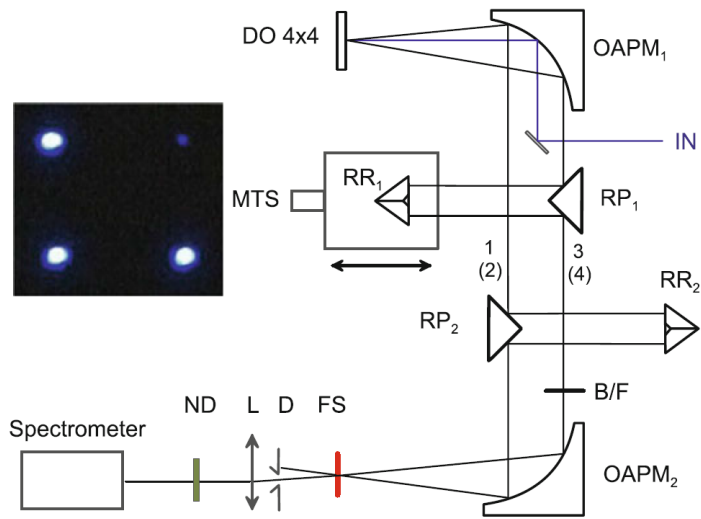 DO 4x4
OAPM₁
IN
MTS
RR₁
RP₁
1
(2)
3
(4)
RR₂
RP₂
B/F
ND
L
D
FS
Spectrometer
OAPM₂